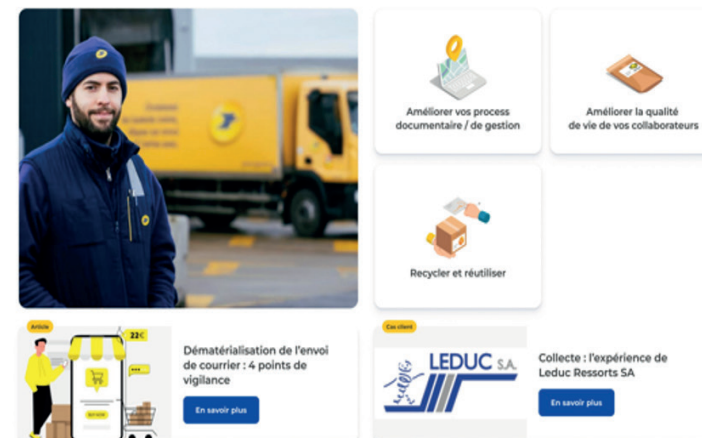 Améliorer vos process
documentaire / de gestion
Améliorer la qualité
de vie de vos collaborateurs
Recycler et réutiliser
Article
22€
Dématérialisation de l'envoi
de courrier : 4 points de
vigilance
En savoir plus
Cas client
LEDUC S.A.
Collecte : l'expérience de
Leduc Ressorts SA
En savoir plus